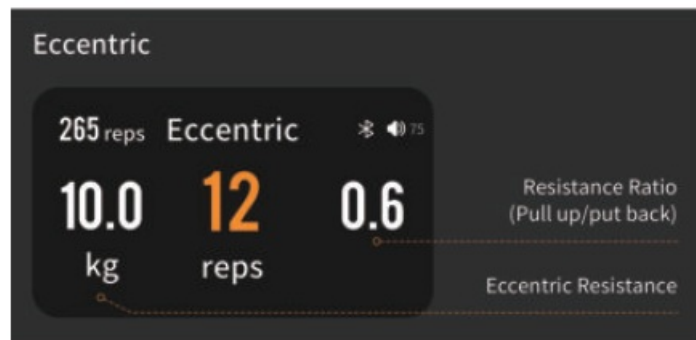 Eccentric
265 reps Eccentric 75
10.0 12 0.6
kg reps
Resistance Ratio
(Pull up/put back)
Eccentric Resistance